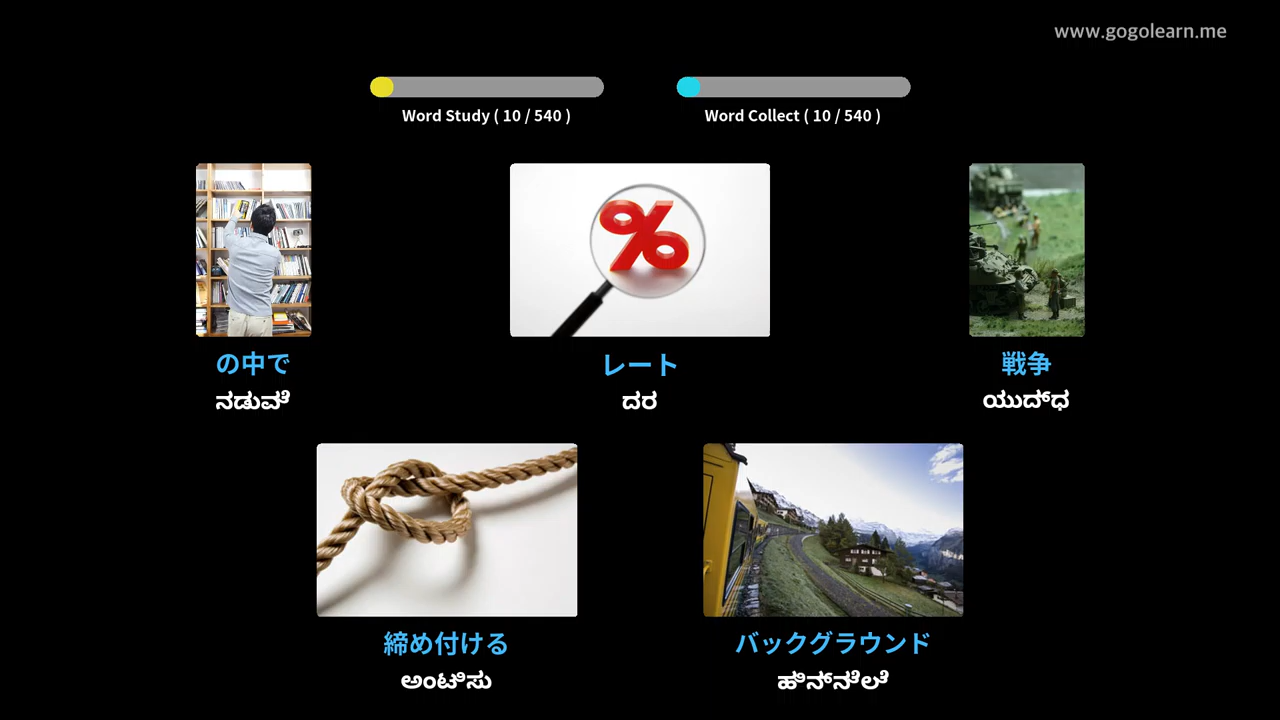 www.gogolearn.me
Word Study ( 10 / 540 )
Word Collect ( 10 / 540 )
の中で
ನಡುವೆ
レート
ದರ
戦争
ಯುದ್ಧ
締め付ける
ಅಂಟಿಸು
バックグラウンド
ಹಿನ್ನೆಲೆ